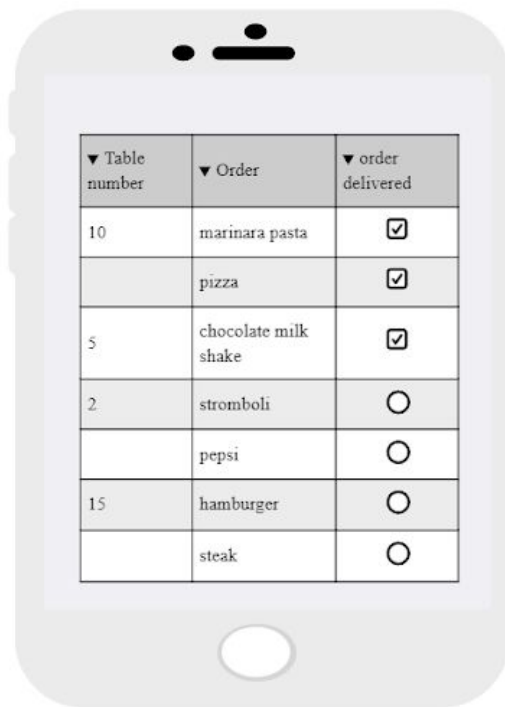 ▼ Table number
▼ Order
▼ order delivered
10
marinara pasta
pizza
5
chocolate milk shake
2
stromboli
pepsi
15
hamburger
steak